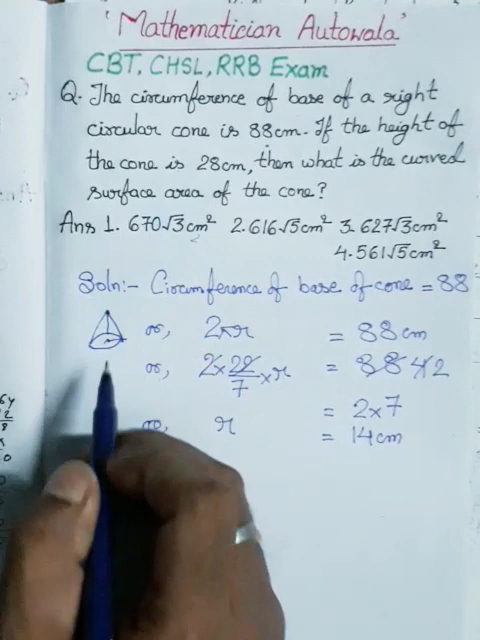 'Mathematician Autowala'
CBT, CHSL, RRB Exam
Q. The circumference of base of a right
circular cone is 88cm. If the height of
the cone is 28cm, then what is the curved
surface area of the cone?
Ans 1. 670√3cm² 2. 616√5cm² 3. 627√3cm²
4. 561√5cm²
Soln:- Circumference of base of cone = 88
or, 2πr = 88cm
or, 2 × 22/7 × r = 88 4 2
= 2×7
or, r = 14cm